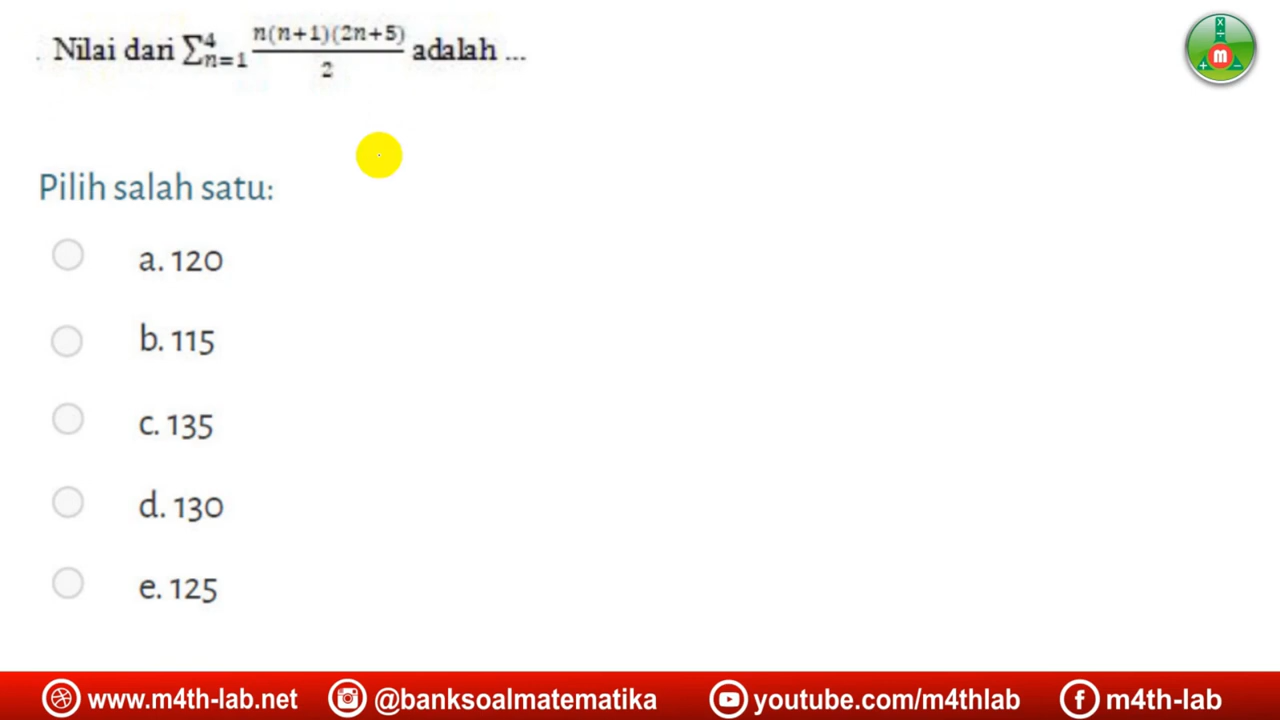 Nilai dari ∑⁴ₙ₌₁ n(n+1)(2n+5)/2 adalah ...
Pilih salah satu:
a. 120
b. 115
c. 135
d. 130
e. 125
x
÷
+ m −
www.m4th-lab.net @banksoalmatematika youtube.com/m4thlab m4th-lab